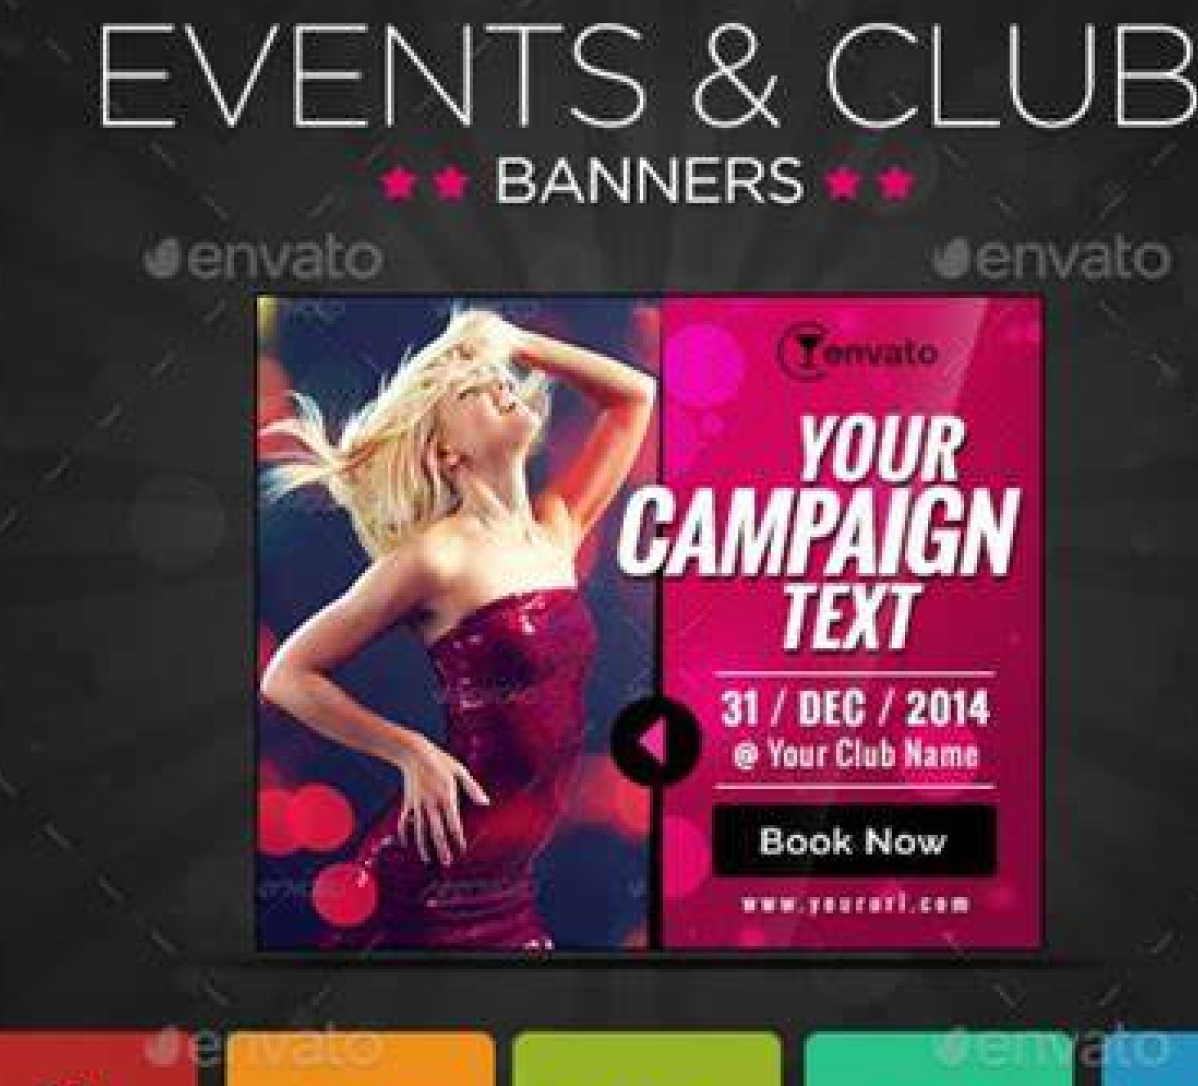 EVENTS & CLUB
BANNERS
envato envato
envato
YOUR
CAMPAIGN
TEXT
31 / DEC / 2014
@ Your Club Name
Book Now
www.yoururl.com
envato envato